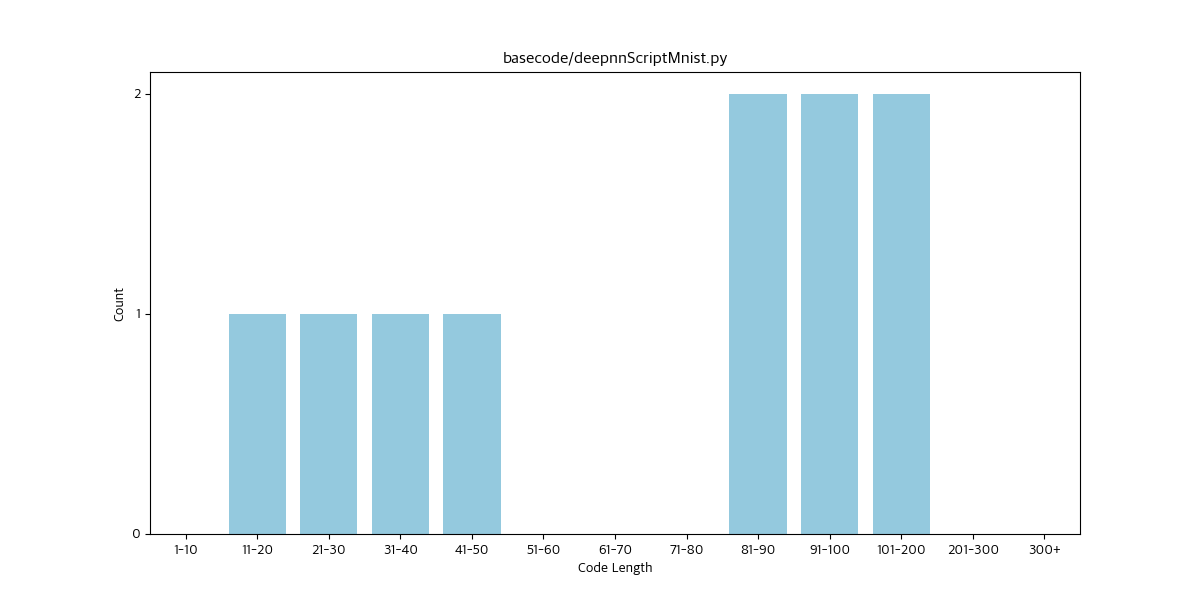 basecode/deepnnScriptMnist.py
2
1
0
Count
1-10 11-20 21-30 31-40 41-50 51-60 61-70 71-80 81-90 91-100 101-200 201-300 300+
Code Length